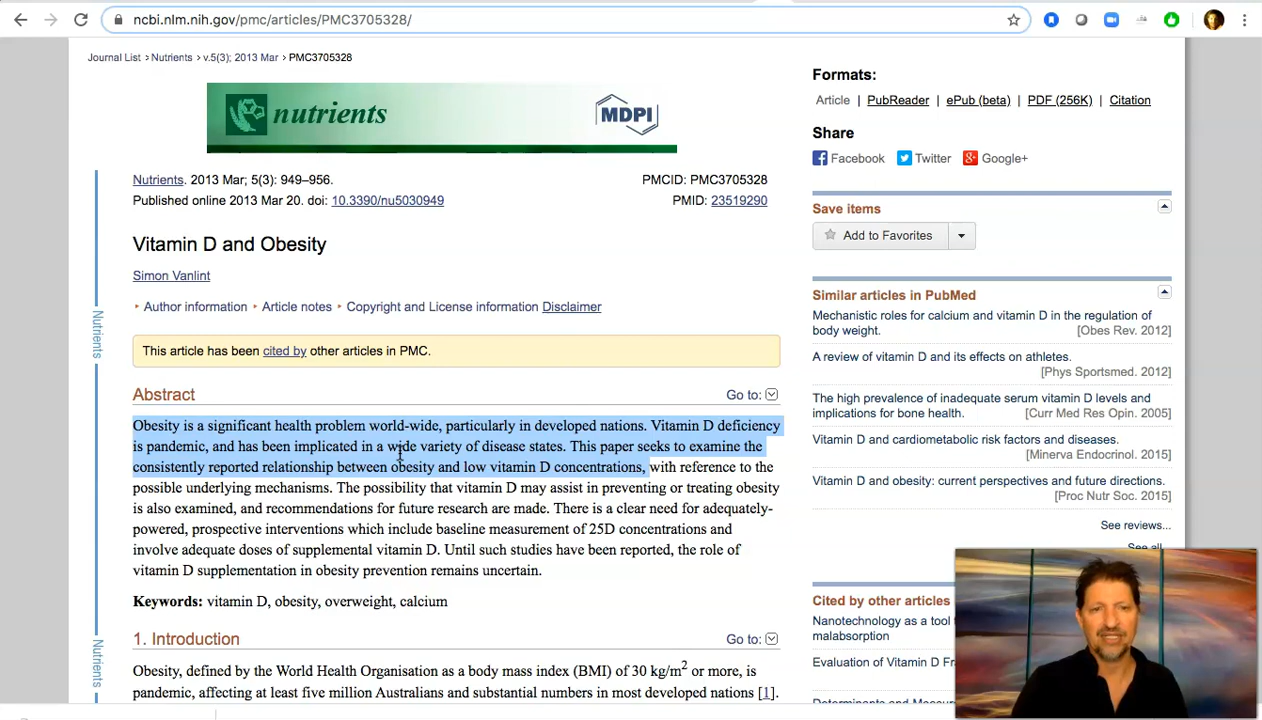 ncbi.nlm.nih.gov/pmc/articles/PMC3705328/
Journal List > Nutrients > v.5(3); 2013 Mar > PMC3705328
nutrients
MDPI
Nutrients. 2013 Mar; 5(3): 949–956.
PMCID: PMC3705328
Published online 2013 Mar 20. doi: 10.3390/nu5030949
PMID: 23519290
Vitamin D and Obesity
Simon Vanlint
Author information
Article notes
Copyright and License information Disclaimer
This article has been cited by other articles in PMC.
Abstract
Go to:
Obesity is a significant health problem world-wide, particularly in developed nations. Vitamin D deficiency
is pandemic, and has been implicated in a wide variety of disease states. This paper seeks to examine the
consistently reported relationship between obesity and low vitamin D concentrations, with reference to the
possible underlying mechanisms. The possibility that vitamin D may assist in preventing or treating obesity
is also examined, and recommendations for future research are made. There is a clear need for adequately-
powered, prospective interventions which include baseline measurement of 25D concentrations and
involve adequate doses of supplemental vitamin D. Until such studies have been reported, the role of
vitamin D supplementation in obesity prevention remains uncertain.
Keywords: vitamin D, obesity, overweight, calcium
1. Introduction
Go to:
Obesity, defined by the World Health Organisation as a body mass index (BMI) of 30 kg/m2 or more, is
pandemic, affecting at least five million Australians and substantial numbers in most developed nations [1].
Nutrients
Nutrients
Formats:
Article | PubReader | ePub (beta) | PDF (256K) | Citation
Share
Facebook Twitter Google+
Save items
Add to Favorites
Similar articles in PubMed
Mechanistic roles for calcium and vitamin D in the regulation of
body weight.
[Obes Rev. 2012]
A review of vitamin D and its effects on athletes.
[Phys Sportsmed. 2012]
The high prevalence of inadequate serum vitamin D levels and
implications for bone health.
[Curr Med Res Opin. 2005]
Vitamin D and cardiometabolic risk factors and diseases.
[Minerva Endocrinol. 2015]
Vitamin D and obesity: current perspectives and future directions.
[Proc Nutr Soc. 2015]
See reviews...
See all
Cited by other articles
Nanotechnology as a tool
malabsorption
Evaluation of Vitamin D
Determinants and